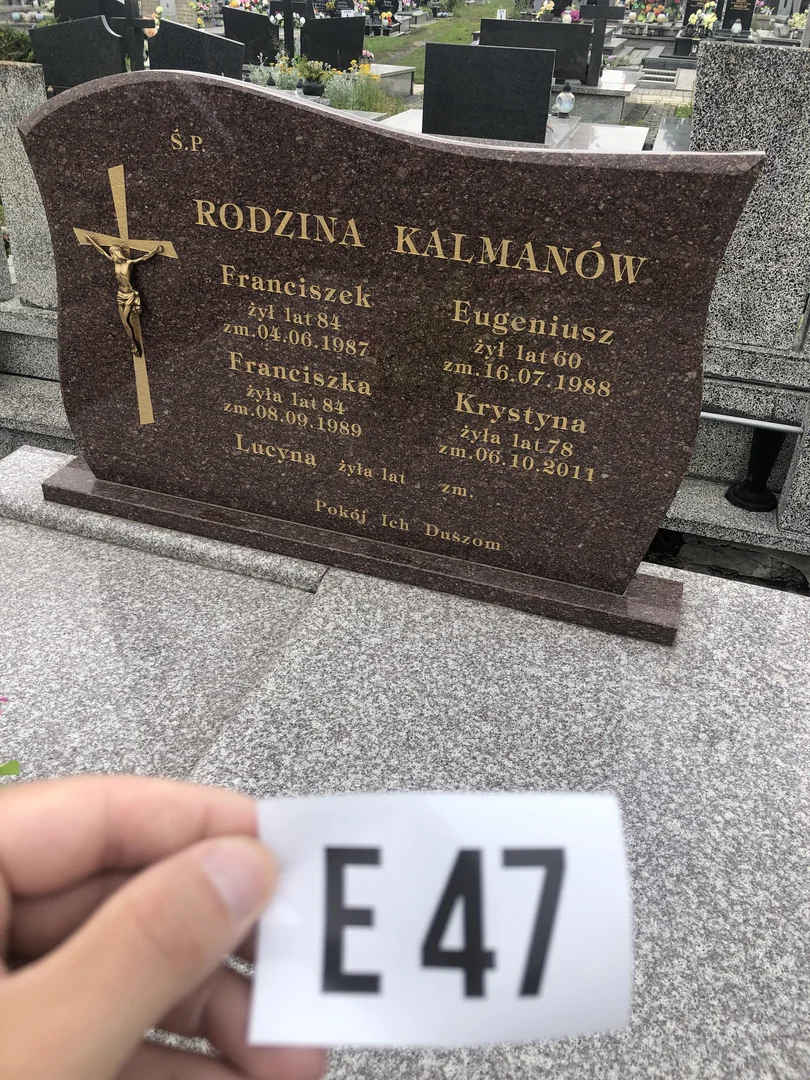 Ś.P.
RODZINA KALMANÓW
Franciszek
żył lat 84
zm.04.06.1987
Franciszka
żyła lat 84
zm.08.09.1989
Eugeniusz
żył lat 60
zm.16.07.1988
Krystyna
żyła lat 78
zm.06.10.2011
Lucyna żyła lat zm.
Pokój Ich Duszom
E 47